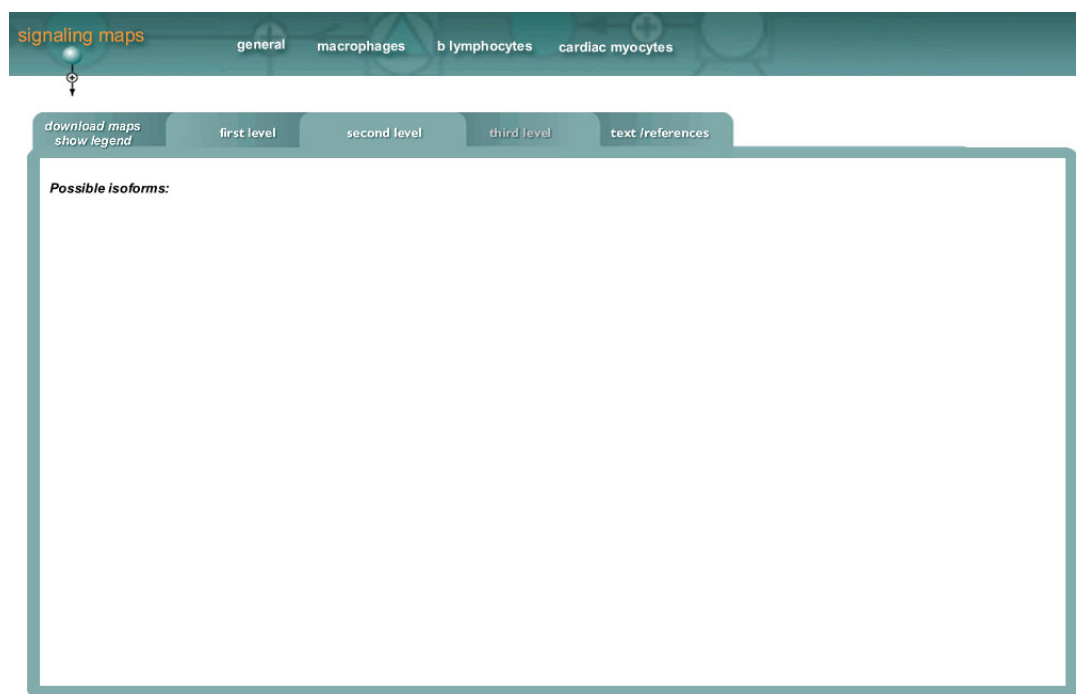 signaling maps
general macrophages b lymphocytes cardiac myocytes
download maps
show legend
first level second level third level text /references
Possible isoforms: